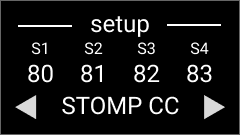 setup
S1 S2 S3 S4
80 81 82 83
STOMP CC